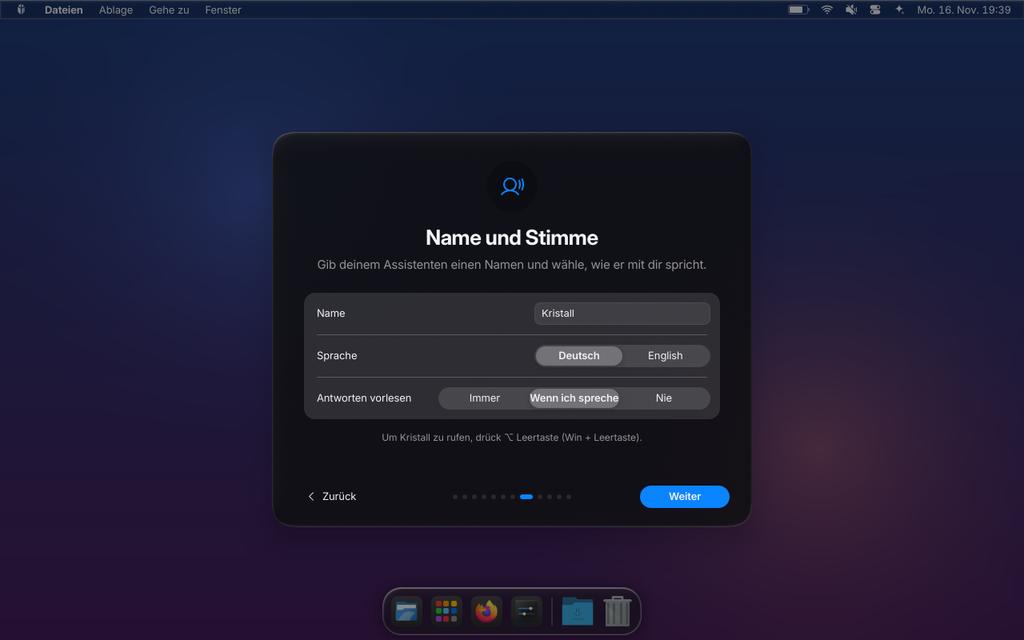 Dateien Ablage Gehe zu Fenster Mo. 16. Nov. 19:39
Name und Stimme
Gib deinem Assistenten einen Namen und wähle, wie er mit dir spricht.
Name Kristall
Sprache Deutsch English
Antworten vorlesen Immer Wenn ich spreche Nie
Um Kristall zu rufen, drück ⌥ Leertaste (Win + Leertaste).
Zurück Weiter